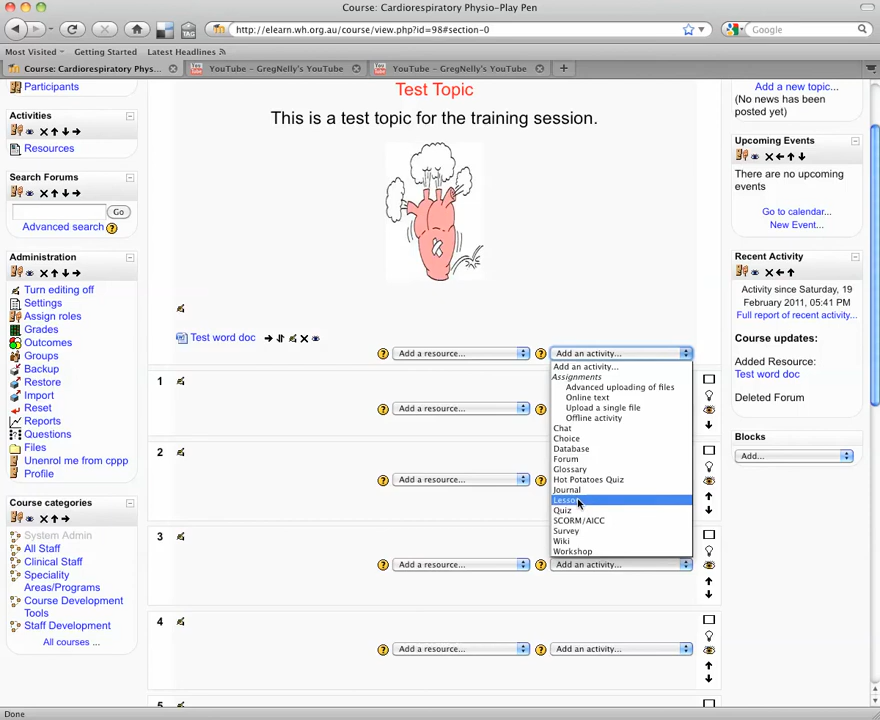 Course: Cardiorespiratory Physio-Play Pen
http://elearn.wh.org.au/course/view.php?id=98#section-0
Google
Most Visited
Getting Started
Latest Headlines
Course: Cardiorespiratory Phys...
YouTube - GregNelly's YouTube
YouTube - GregNelly's YouTube
Participants
Activities
Resources
Search Forums
Go
Advanced search
Administration
Turn editing off
Settings
Assign roles
Grades
Outcomes
Groups
Backup
Restore
Import
Reset
Reports
Questions
Files
Unenrol me from cppp
Profile
Course categories
System Admin
All Staff
Clinical Staff
Speciality
Areas/Programs
Course Development
Tools
Staff Development
All courses ...
Test Topic
This is a test topic for the training session.
Test word doc
Add a resource...
Add an activity...
Add an activity...
Assignments
Advanced uploading of files
Online text
Upload a single file
Offline activity
Chat
Choice
Database
Forum
Glossary
Hot Potatoes Quiz
Journal
Lesson
Quiz
SCORM/AICC
Survey
Wiki
Workshop
1
Add a resource...
2
Add a resource...
3
Add a resource...
Add an activity...
4
Add a resource...
Add an activity...
5
Add a new topic...
(No news has been
posted yet)
Upcoming Events
There are no upcoming
events
Go to calendar...
New Event...
Recent Activity
Activity since Saturday, 19
February 2011, 05:41 PM
Full report of recent activity...
Course updates:
Added Resource:
Test word doc
Deleted Forum
Blocks
Add...
Done